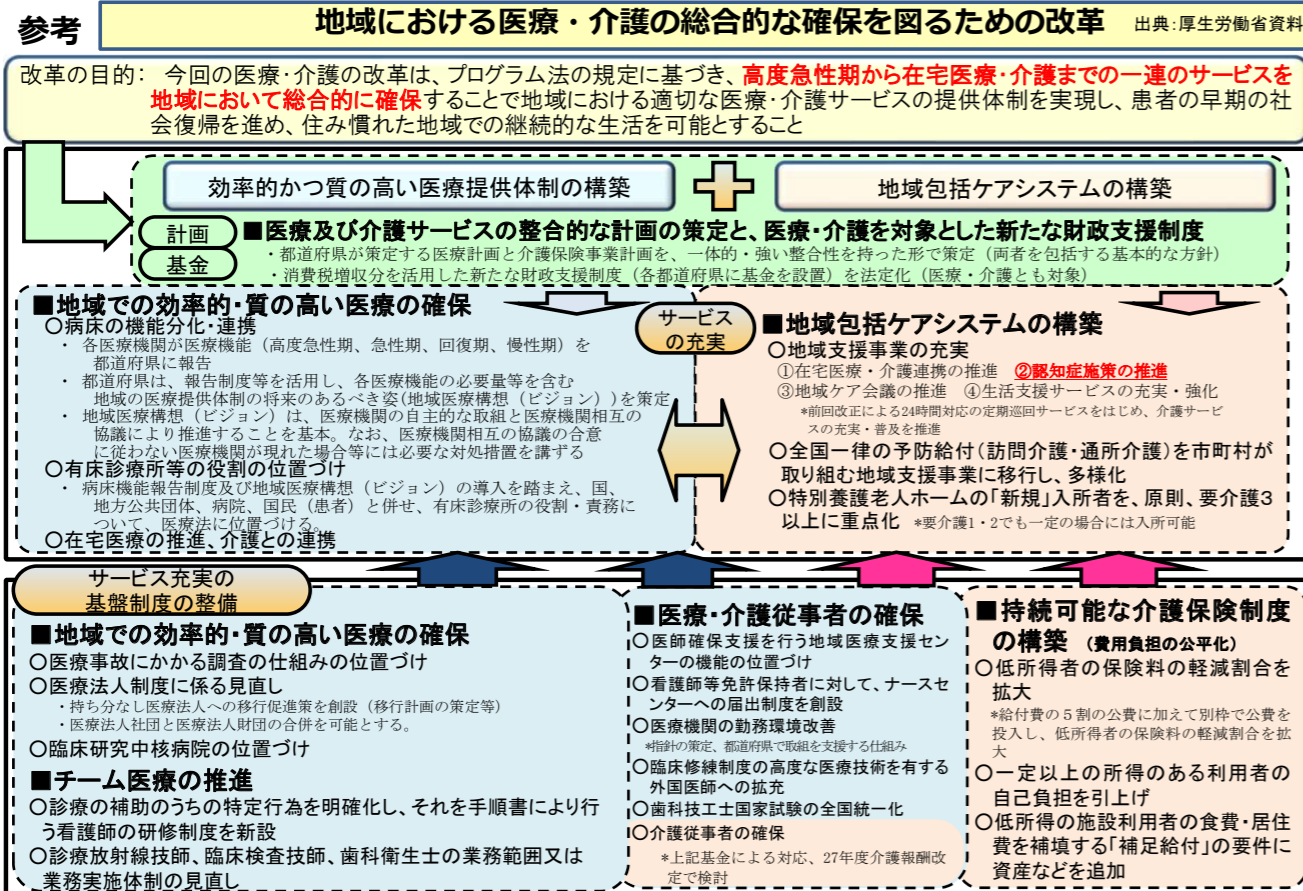 参考
地域における医療・介護の総合的な確保を図るための改革
出典:厚生労働省資料
改革の目的: 今回の医療･介護の改革は、プログラム法の規定に基づき、高度急性期から在宅医療･介護までの一連のサービスを
地域において総合的に確保することで地域における適切な医療･介護サービスの提供体制を実現し、患者の早期の社
会復帰を進め、住み慣れた地域での継続的な生活を可能とすること
効率的かつ質の高い医療提供体制の構築
地域包括ケアシステムの構築
計画
基金
■医療及び介護サービスの整合的な計画の策定と、医療･介護を対象とした新たな財政支援制度
・都道府県が策定する医療計画と介護保険事業計画を、一体的・強い整合性を持った形で策定（両者を包括する基本的な方針）
・消費税増収分を活用した新たな財政支援制度（各都道府県に基金を設置）を法定化（医療・介護とも対象）
サービス
の充実
■地域での効率的･質の高い医療の確保
○病床の機能分化･連携
・ 各医療機関が医療機能（高度急性期、急性期、回復期、慢性期）を
都道府県に報告
・ 都道府県は、報告制度等を活用し、各医療機能の必要量等を含む
地域の医療提供体制の将来のあるべき姿(地域医療構想（ビジョン）)を策定
・ 地域医療構想（ビジョン）は、医療機関の自主的な取組と医療機関相互の
協議により推進することを基本。なお、医療機関相互の協議の合意
に従わない医療機関が現れた場合等には必要な対処措置を講ずる
○有床診療所等の役割の位置づけ
・ 病床機能報告制度及び地域医療構想（ビジョン）の導入を踏まえ、国、
地方公共団体、病院、国民（患者）と併せ、有床診療所の役割・責務に
ついて、医療法に位置づける。
○在宅医療の推進、介護との連携
■地域包括ケアシステムの構築
○地域支援事業の充実
①在宅医療・介護連携の推進 ②認知症施策の推進
③地域ケア会議の推進 ④生活支援サービスの充実・強化
*前回改正による24時間対応の定期巡回サービスをはじめ、介護サービ
スの充実・普及を推進
○全国一律の予防給付(訪問介護･通所介護)を市町村が
取り組む地域支援事業に移行し、多様化
○特別養護老人ホームの｢新規｣入所者を、原則、要介護3
以上に重点化 *要介護1・2でも一定の場合には入所可能
サービス充実の
基盤制度の整備
■地域での効率的･質の高い医療の確保
○医療事故にかかる調査の仕組みの位置づけ
○医療法人制度に係る見直し
・持ち分なし医療法人への移行促進策を創設（移行計画の策定等）
・医療法人社団と医療法人財団の合併を可能とする。
○臨床研究中核病院の位置づけ
■チーム医療の推進
○診療の補助のうちの特定行為を明確化し、それを手順書により行
う看護師の研修制度を新設
○診療放射線技師、臨床検査技師、歯科衛生士の業務範囲又は
業務実施体制の見直し
■医療･介護従事者の確保
○医師確保支援を行う地域医療支援セン
ターの機能の位置づけ
○看護師等免許保持者に対して、ナースセ
ンターへの届出制度を創設
○医療機関の勤務環境改善
*指針の策定、都道府県で取組を支援する仕組み
○臨床修練制度の高度な医療技術を有する
外国医師への拡充
○歯科技工士国家試験の全国統一化
○介護従事者の確保
*上記基金による対応、27年度介護報酬改
定で検討
■持続可能な介護保険制度
の構築 （費用負担の公平化）
○低所得者の保険料の軽減割合を
拡大
*給付費の５割の公費に加えて別枠で公費を
投入し、低所得者の保険料の軽減割合を拡
大
○一定以上の所得のある利用者の
自己負担を引上げ
○低所得の施設利用者の食費･居住
費を補填する｢補足給付｣の要件に
資産などを追加